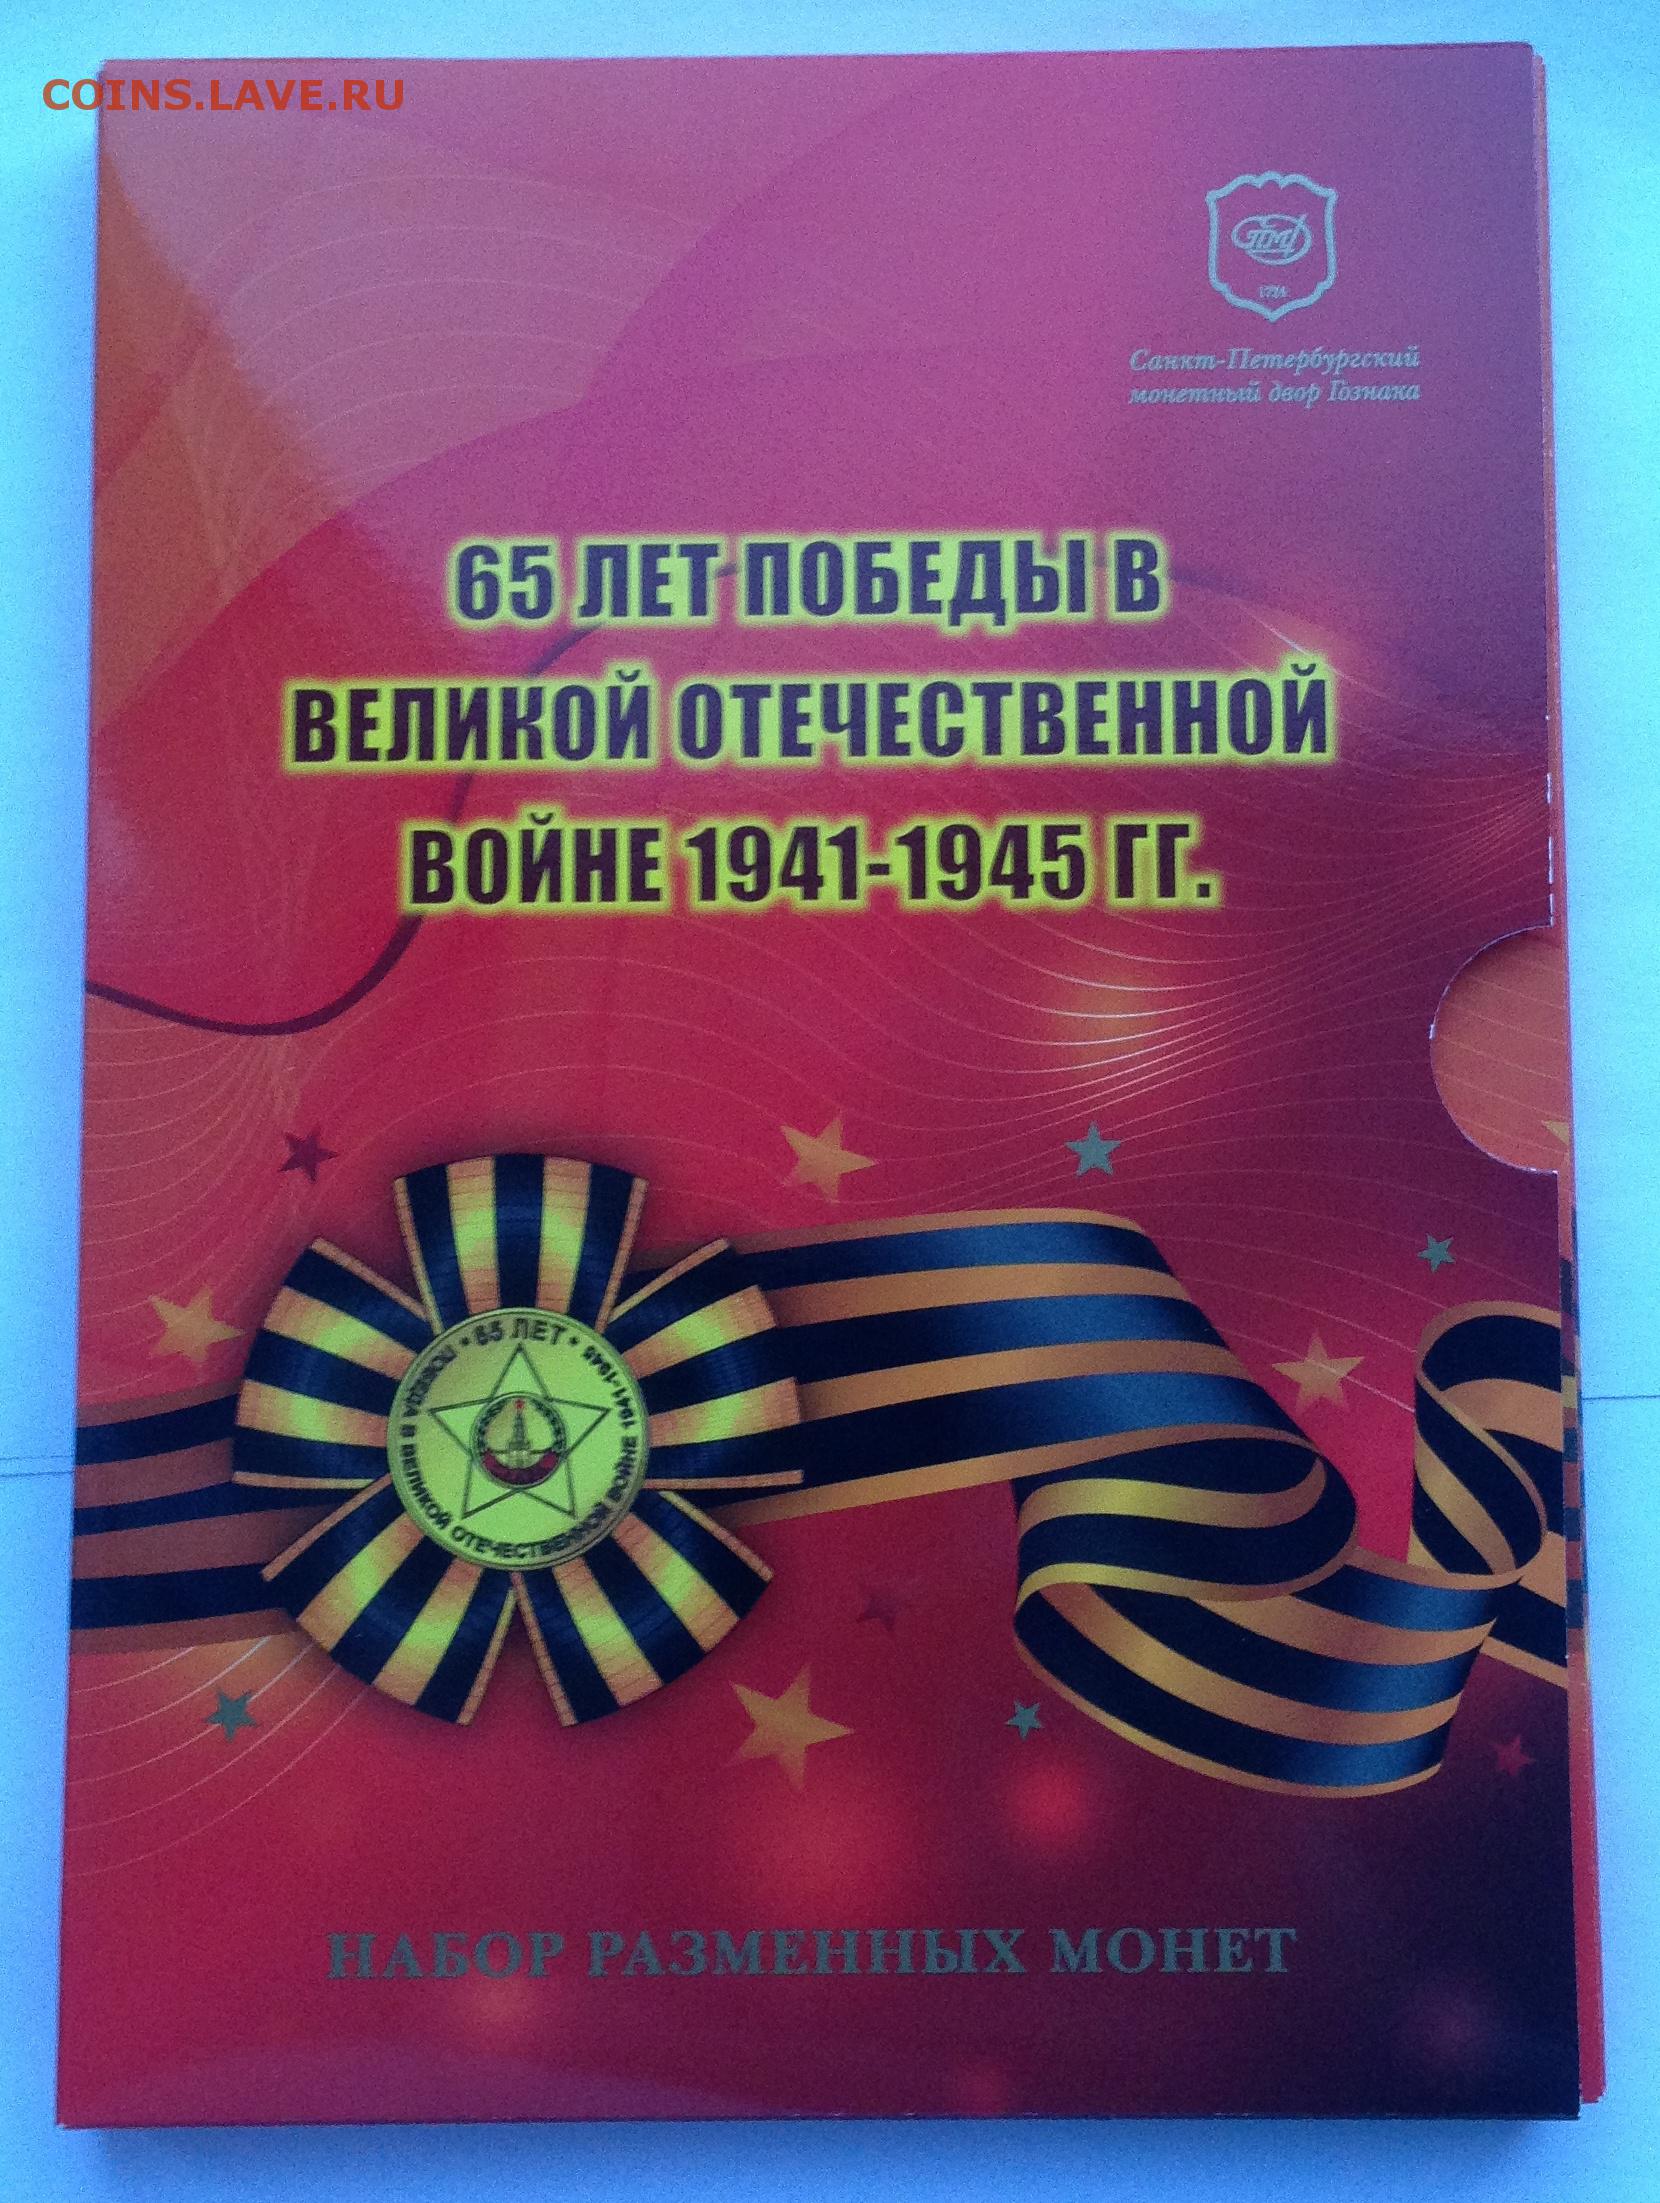 COINS.LAVE.RU
СПМД
1724
Санкт-Петербургский
монетный двор Гознака
65 ЛЕТ ПОБЕДЫ В
ВЕЛИКОЙ ОТЕЧЕСТВЕННОЙ
ВОЙНЕ 1941-1945 ГГ.
• 65 ЛЕТ •
ПОБЕДА В ВЕЛИКОЙ ОТЕЧЕСТВЕННОЙ ВОЙНЕ 1941-1945
НАБОР РАЗМЕННЫХ МОНЕТ